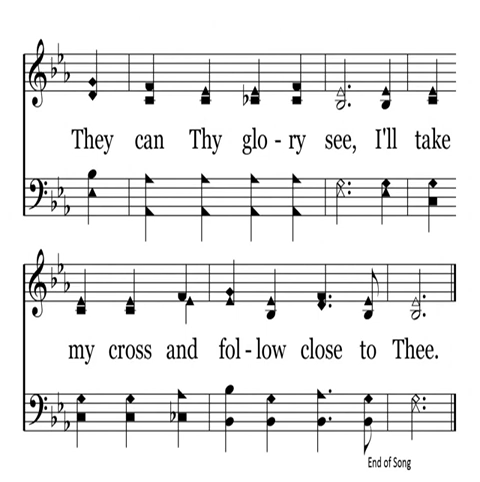 They can Thy glo - ry see, I'll take
my cross and fol - low close to Thee.
End of Song